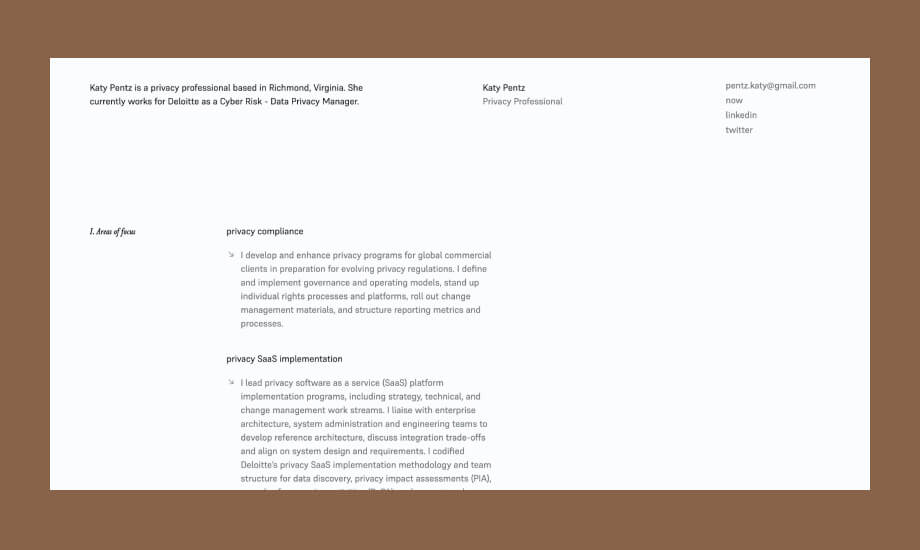 Katy Pentz is a privacy professional based in Richmond, Virginia. She
currently works for Deloitte as a Cyber Risk - Data Privacy Manager.
Katy Pentz
Privacy Professional
pentz.katy@gmail.com
now
linkedin
twitter
I. Areas of focus
privacy compliance
↘ I develop and enhance privacy programs for global commercial
clients in preparation for evolving privacy regulations. I define
and implement governance and operating models, stand up
individual rights processes and platforms, roll out change
management materials, and structure reporting metrics and
processes.
privacy SaaS implementation
↘ I lead privacy software as a service (SaaS) platform
implementation programs, including strategy, technical, and
change management work streams. I liaise with enterprise
architecture, system administration and engineering teams to
develop reference architecture, discuss integration trade-offs
and align on system design and requirements. I codified
Deloitte's privacy SaaS implementation methodology and team
structure for data discovery, privacy impact assessments (PIA),